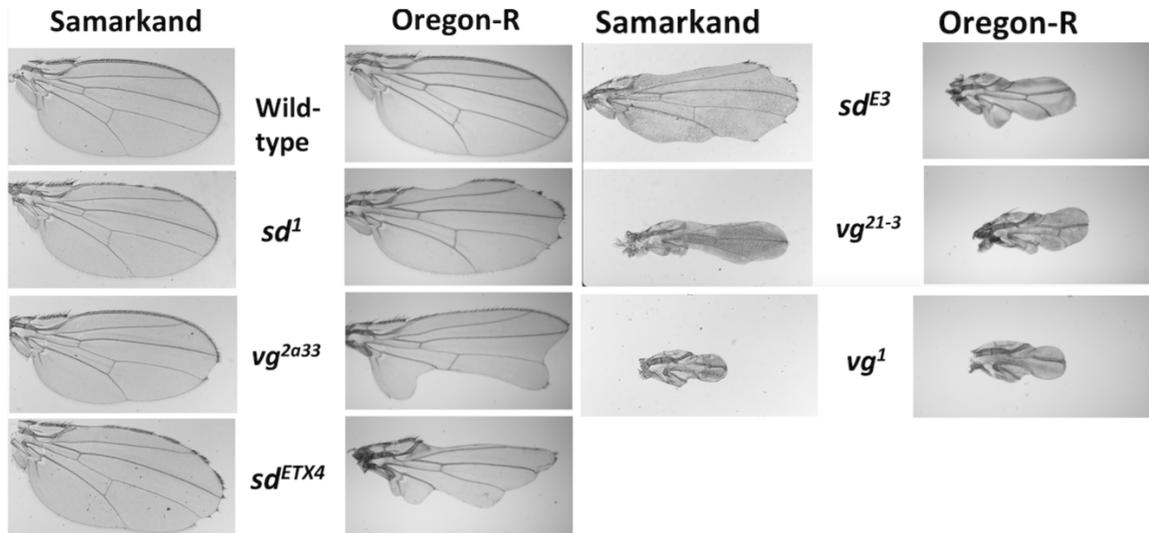 Samarkand
Oregon-R
Samarkand
Oregon-R
Wild-
type
sd¹
vg²ᵃ³³
sdᴱᵀˣ⁴
sdᴱ³
vg²¹⁻³
vg¹